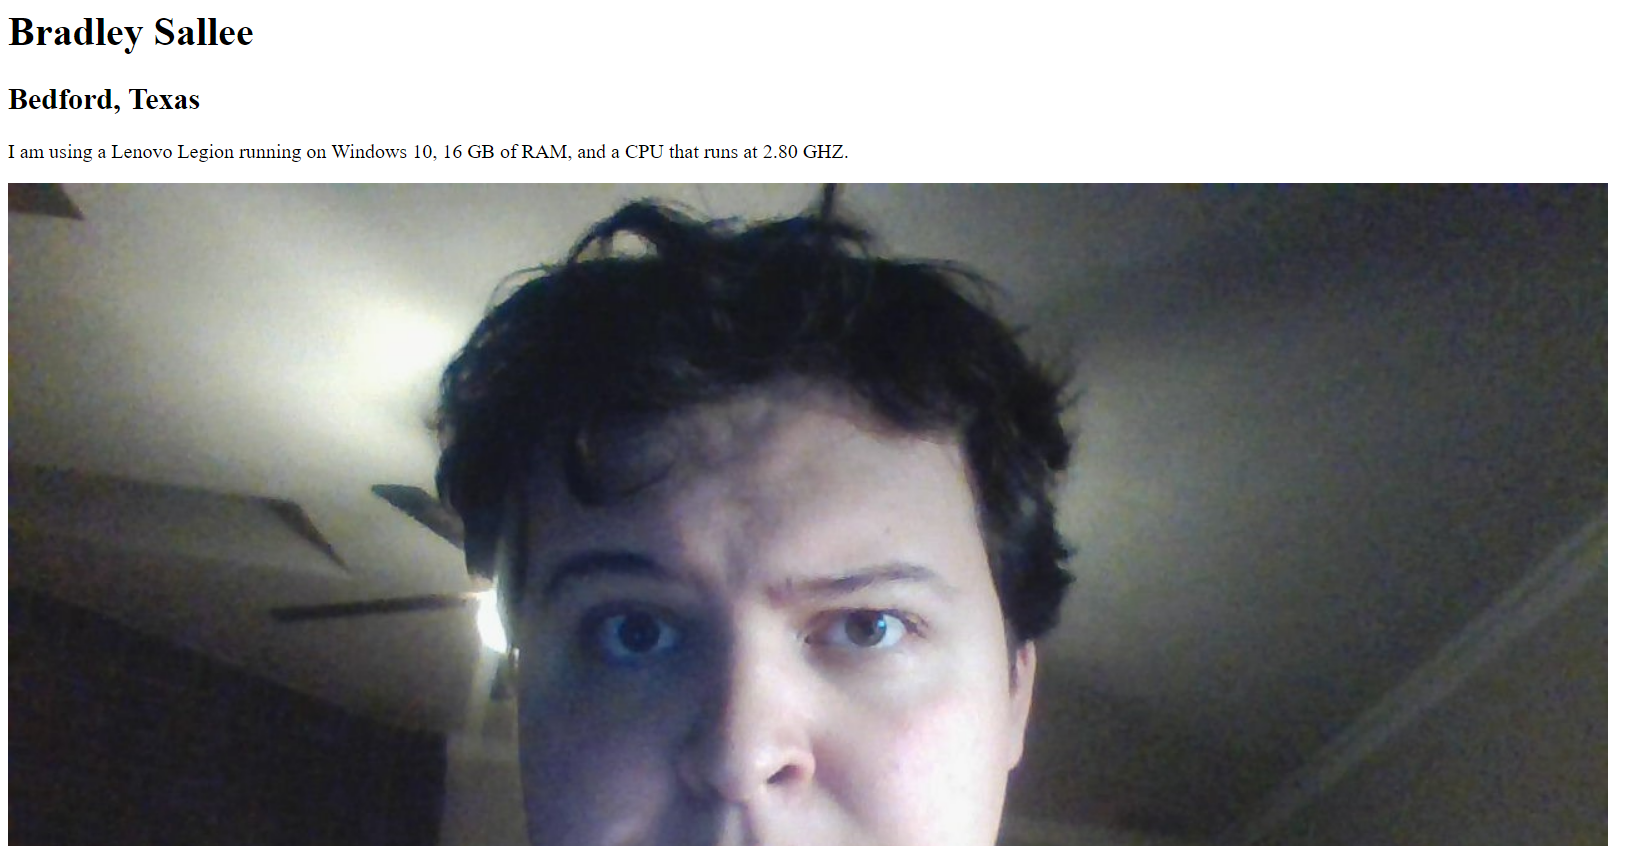 Bradley Sallee
Bedford, Texas
I am using a Lenovo Legion running on Windows 10, 16 GB of RAM, and a CPU that runs at 2.80 GHZ.